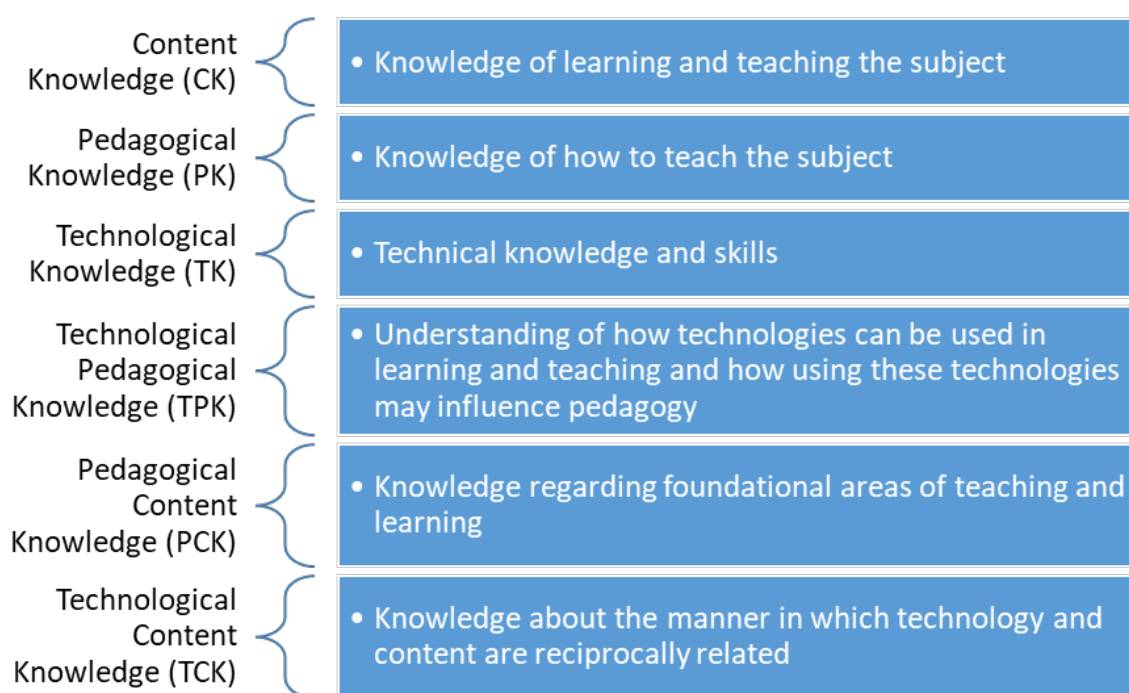 Content
Knowledge (CK)
• Knowledge of learning and teaching the subject
Pedagogical
Knowledge (PK)
• Knowledge of how to teach the subject
Technological
Knowledge (TK)
• Technical knowledge and skills
Technological
Pedagogical
Knowledge (TPK)
• Understanding of how technologies can be used in
learning and teaching and how using these technologies
may influence pedagogy
Pedagogical
Content
Knowledge (PCK)
• Knowledge regarding foundational areas of teaching and
learning
Technological
Content
Knowledge (TCK)
• Knowledge about the manner in which technology and
content are reciprocally related